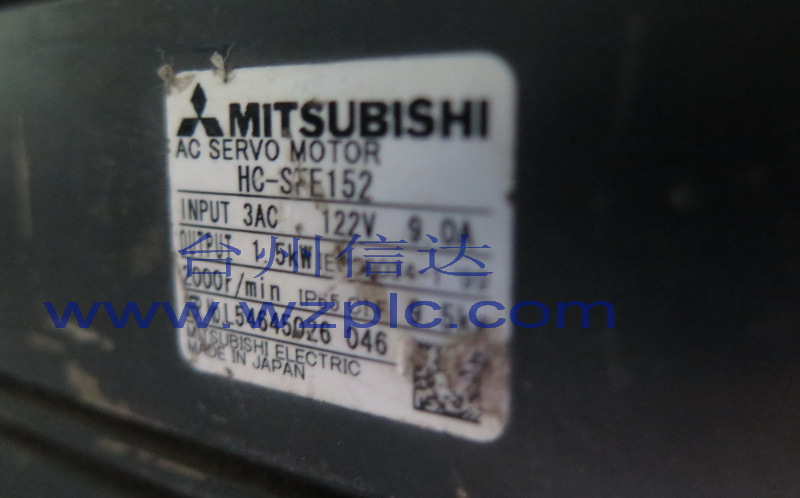 MITSUBISHI
AC SERVO MOTOR
HC-SFE152
INPUT 3AC 122V 9.0A
OUTPUT 1.5kW
台州信达
2000r/min
www.wzplc.com
MITSUBISHI ELECTRIC
MADE IN JAPAN